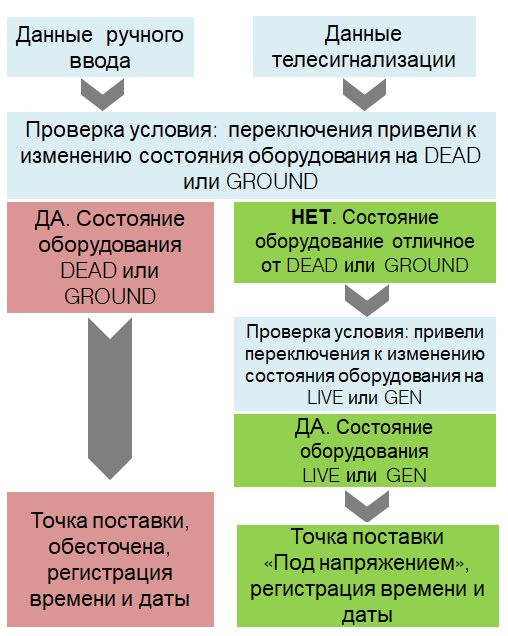 Данные ручного
ввода
Данные
телесигнализации
Проверка условия: переключения привели к
изменению состояния оборудования на DEAD
или GROUND
ДА. Состояние
оборудования
DEAD или
GROUND
НЕТ. Состояние
оборудование отличное
от DEAD или GROUND
Проверка условия: привели
переключения к изменению
состояния оборудования на
LIVE или GEN
ДА. Состояние
оборудования
LIVE или GEN
Точка поставки,
обесточена,
регистрация
времени и даты
Точка поставки
«Под напряжением»,
регистрация времени и
даты